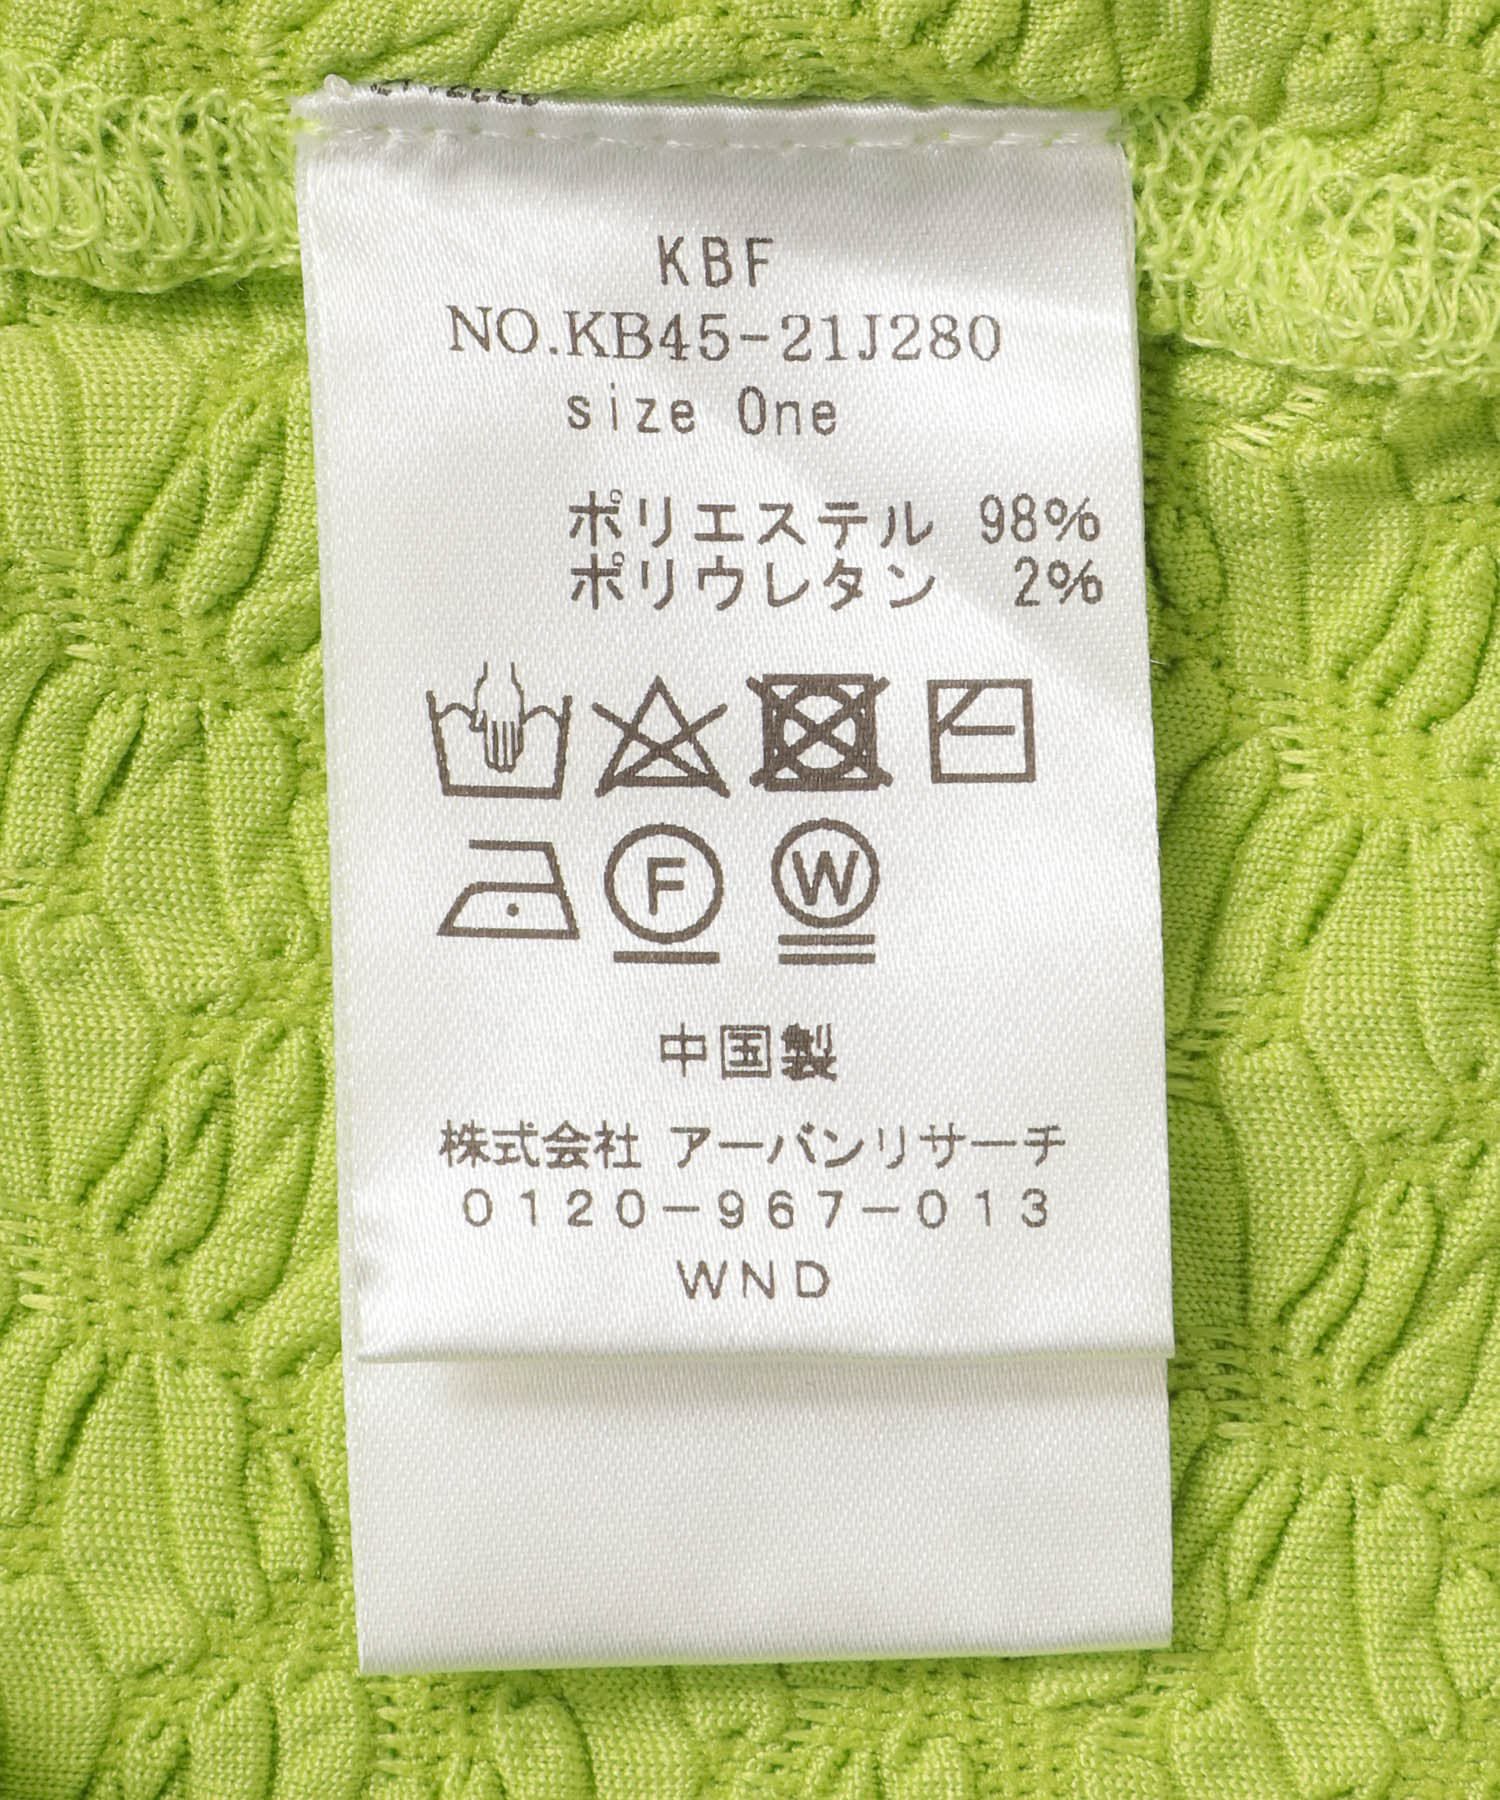 KBF
NO.KB45-21J280
size One
ポリエステル 98%
ポリウレタン 2%
F W
中国製
株式会社 アーバンリサーチ
0120-967-013
WND